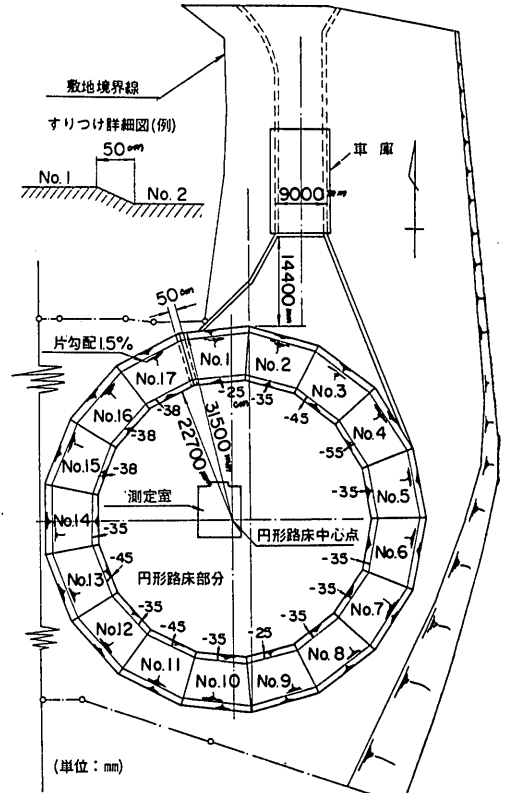 敷地境界線
すりつけ詳細図(例)
50cm
No.1
No.2
車庫
9000mm
14400mm
50cm
片勾配1.5%
No.1
No.2
No.3
No.4
No.5
No.6
No.7
No.8
No.9
No.10
No.11
No.12
No.13
No.14
No.15
No.16
No.17
-25
cm
-35
-45
-55
-35
-35
-35
-35
-25
-35
-45
-35
-45
-35
-38
-38
-38
31500mm
22700mm
測定室
円形路床中心点
円形路床部分
(単位：mm)